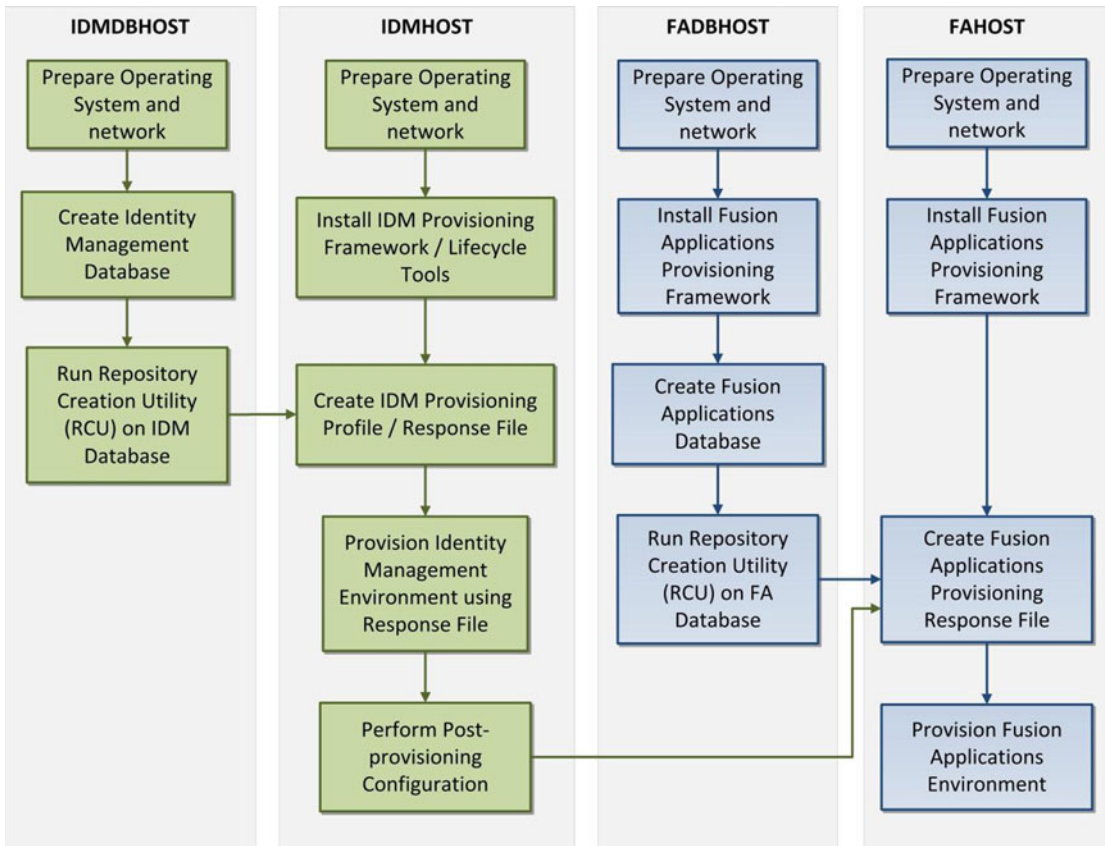 IDMDBHOST
Prepare Operating
System and
network
Create Identity
Management
Database
Run Repository
Creation Utility
(RCU) on IDM
Database
IDMHOST
Prepare Operating
System and
network
Install IDM Provisioning
Framework / Lifecycle
Tools
Create IDM Provisioning
Profile / Response File
Provision Identity
Management
Environment using
Response File
Perform Post-
provisioning
Configuration
FADBHOST
Prepare Operating
System and
network
Install Fusion
Applications
Provisioning
Framework
Create Fusion
Applications
Database
Run Repository
Creation Utility
(RCU) on FA
Database
FAHOST
Prepare Operating
System and
network
Install Fusion
Applications
Provisioning
Framework
Create Fusion
Applications
Provisioning
Response File
Provision Fusion
Applications
Environment